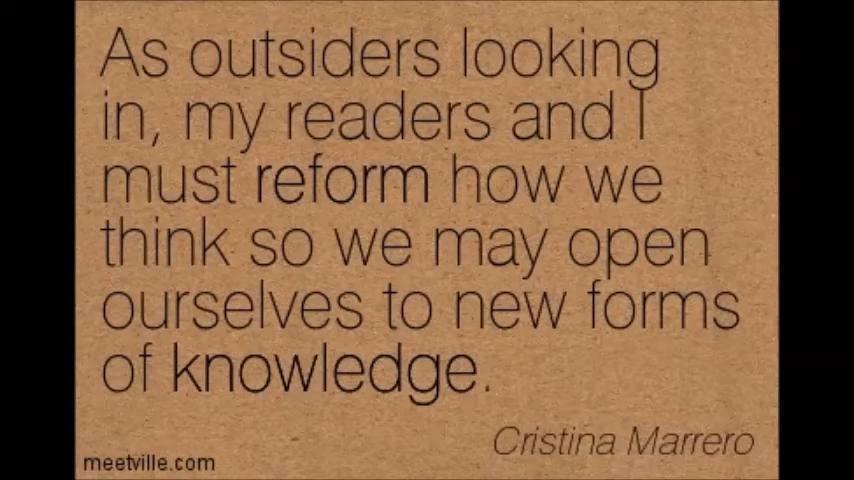 As outsiders looking
in, my readers and I
must reform how we
think so we may open
ourselves to new forms
of knowledge.
Cristina Marrero
meetville.com